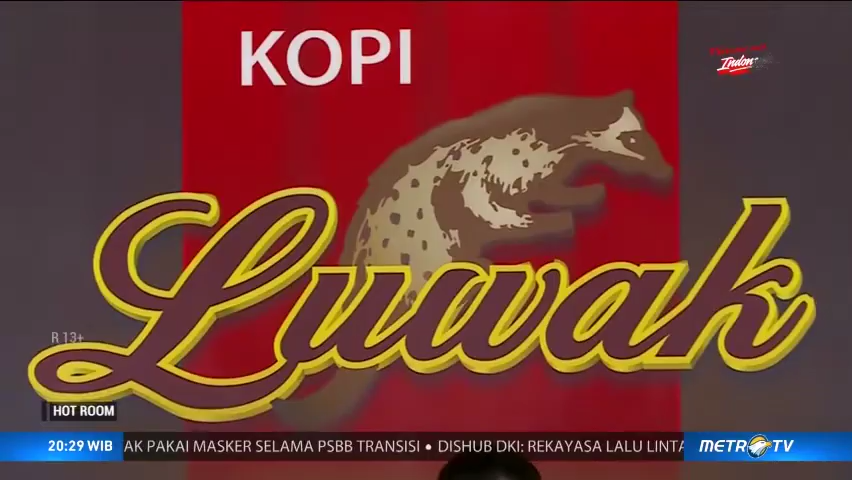 KOPI
Indon
Luwak
R 13+
HOT ROOM
20:29 WIB
AK PAKAI MASKER SELAMA PSBB TRANSISI • DISHUB DKI: REKAYASA LALU LINTA
METRO TV